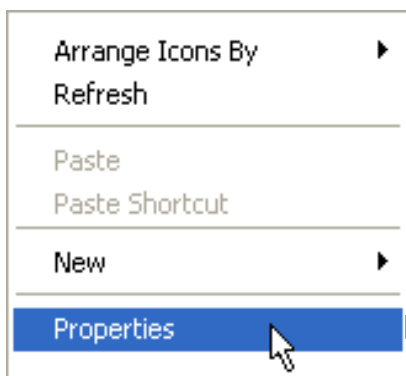 Arrange Icons By
Refresh
Paste
Paste Shortcut
New
Properties